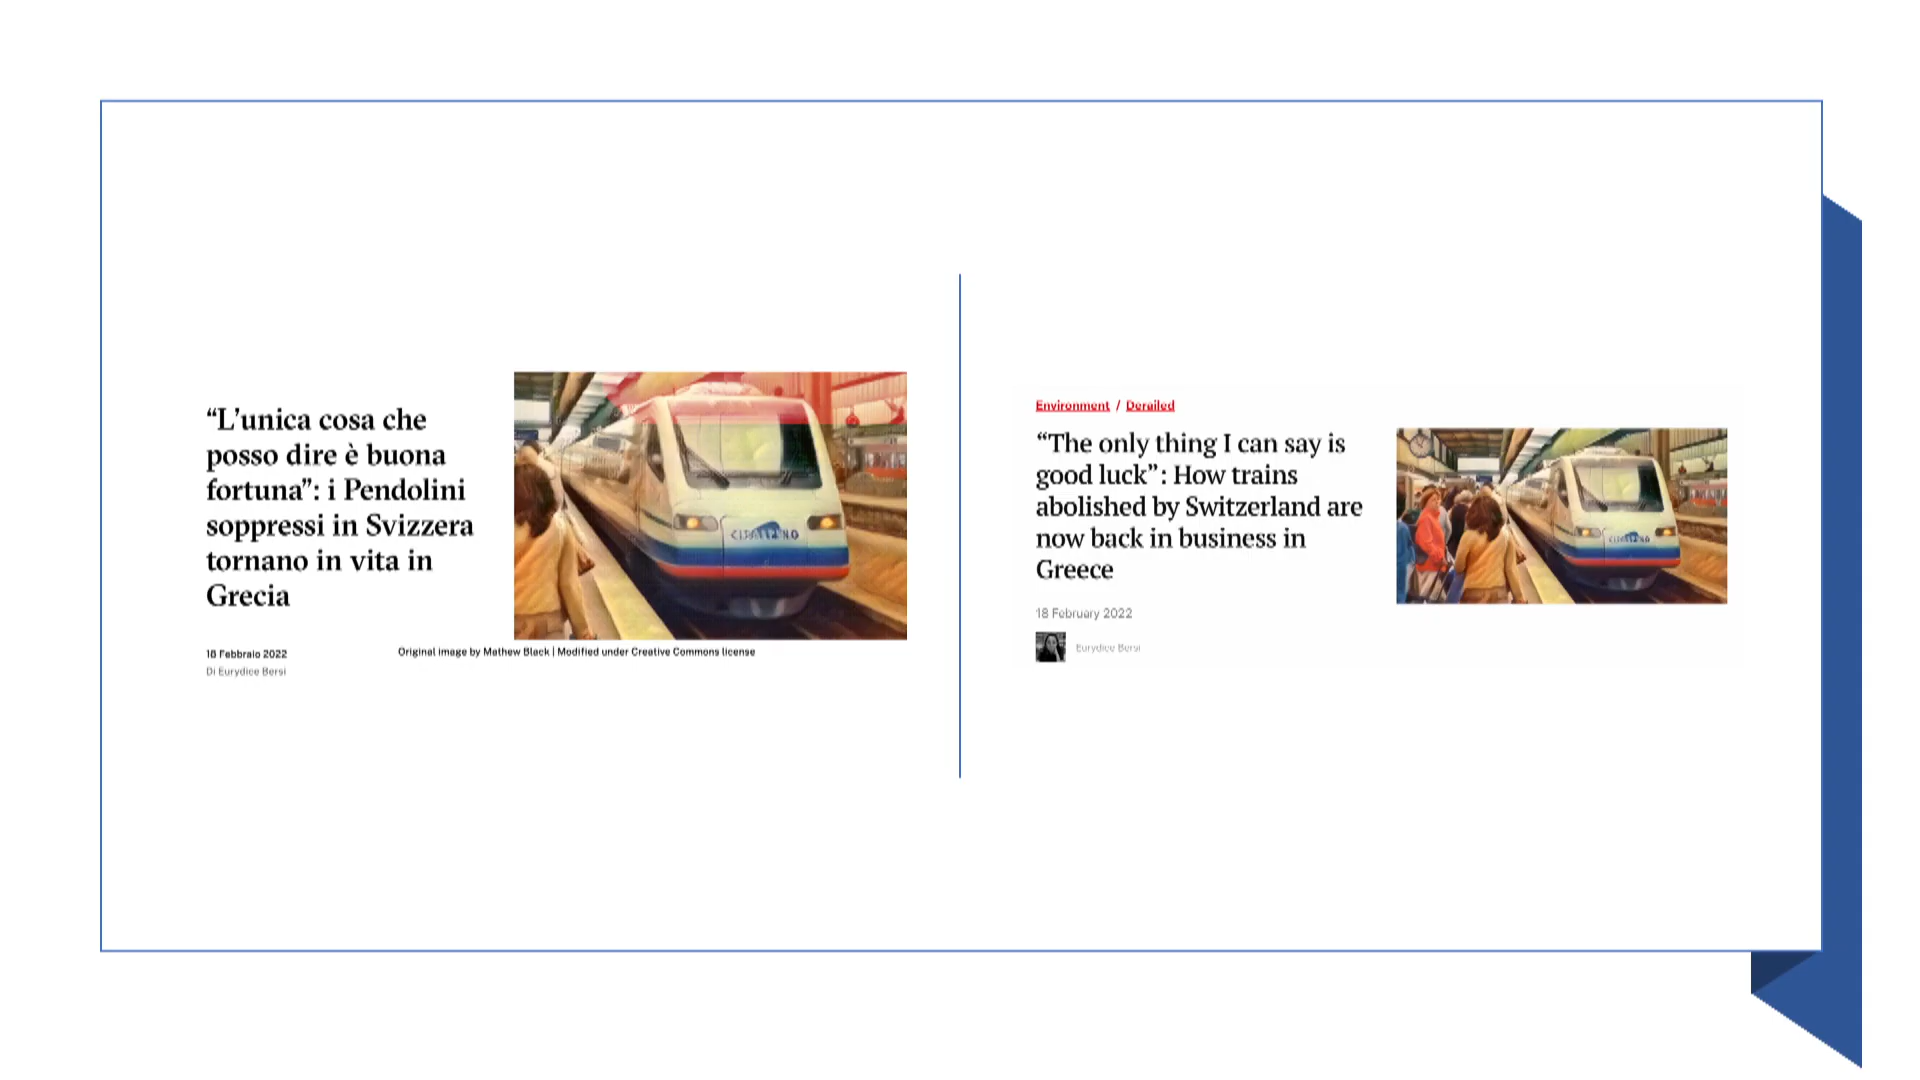 “L’unica cosa che
posso dire è buona
fortuna”: i Pendolini
soppressi in Svizzera
tornano in vita in
Grecia
18 Febbraio 2022
Di Eurydice Bersi
Original image by Mathew Black | Modified under Creative Commons license
Environment / Derailed
“The only thing I can say is
good luck”: How trains
abolished by Switzerland are
now back in business in
Greece
18 February 2022
Eurydice Bersi